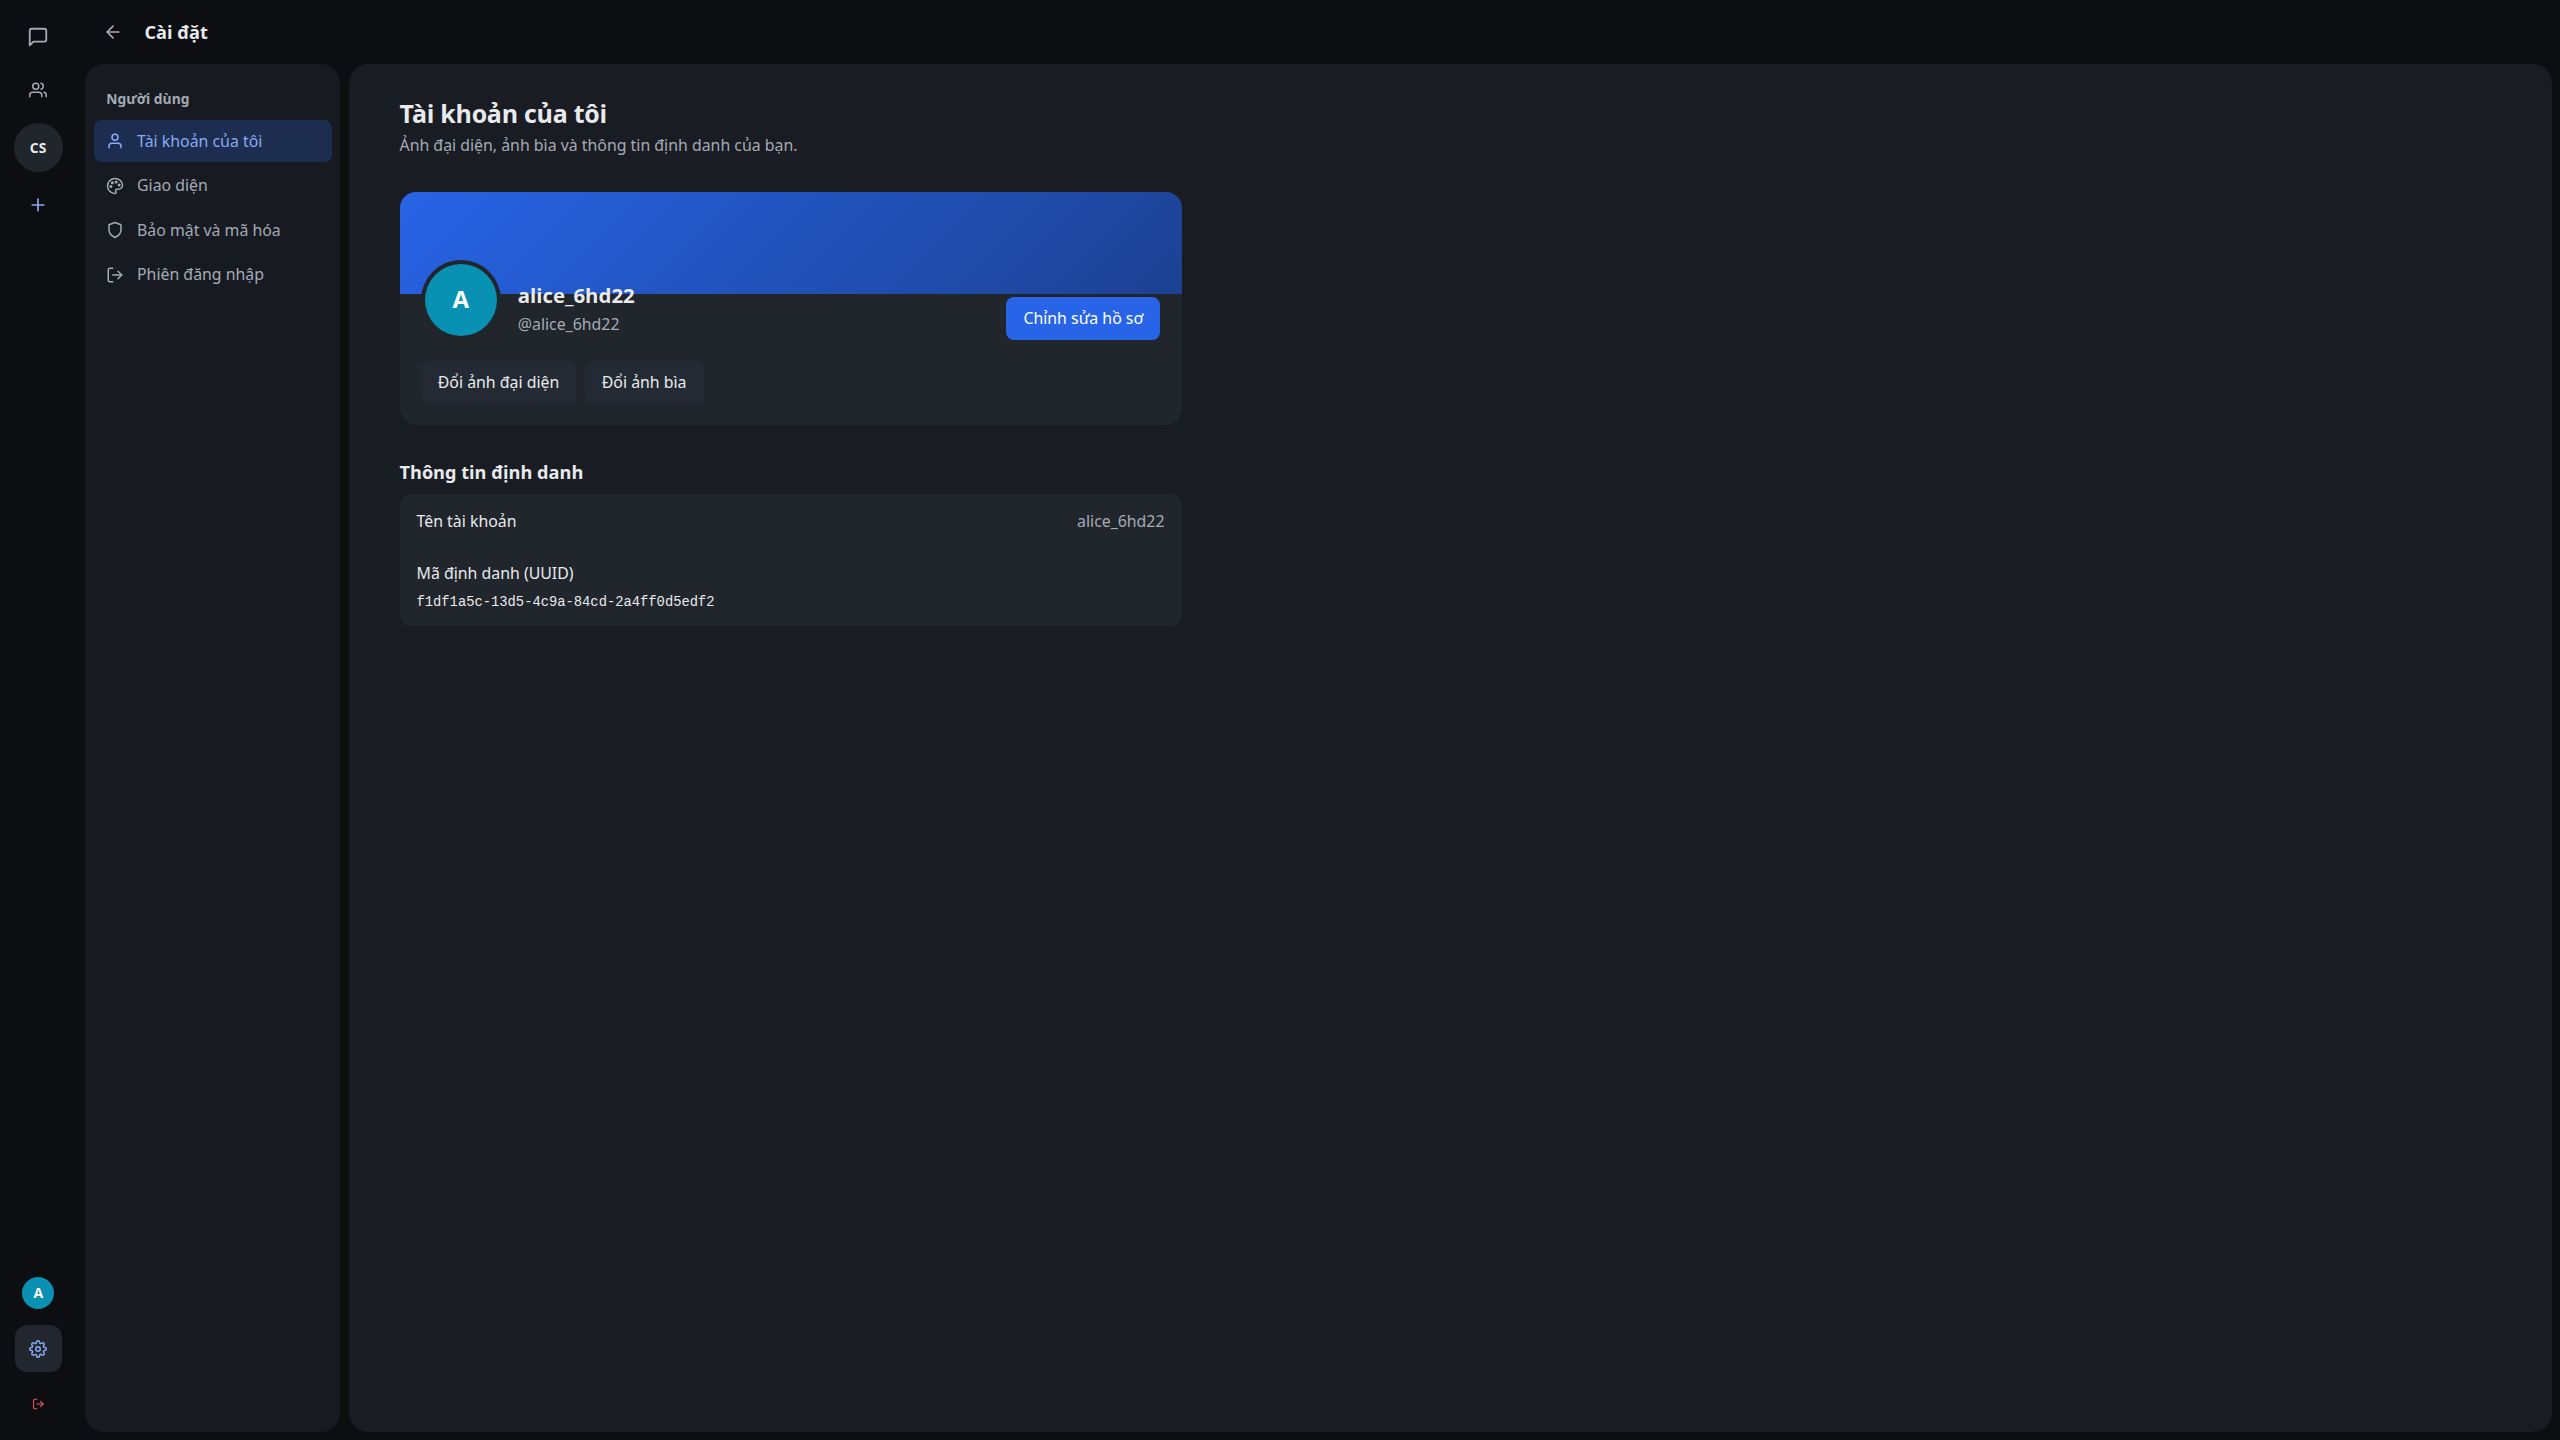 Cài đặt
CS
Người dùng
Tài khoản của tôi
Giao diện
Bảo mật và mã hóa
Phiên đăng nhập
Tài khoản của tôi
Ảnh đại diện, ảnh bìa và thông tin định danh của bạn.
A
alice_6hd22
@alice_6hd22
Chỉnh sửa hồ sơ
Đổi ảnh đại diện
Đổi ảnh bìa
Thông tin định danh
Tên tài khoản
alice_6hd22
Mã định danh (UUID)
f1df1a5c-13d5-4c9a-84cd-2a4ff0d5edf2
A